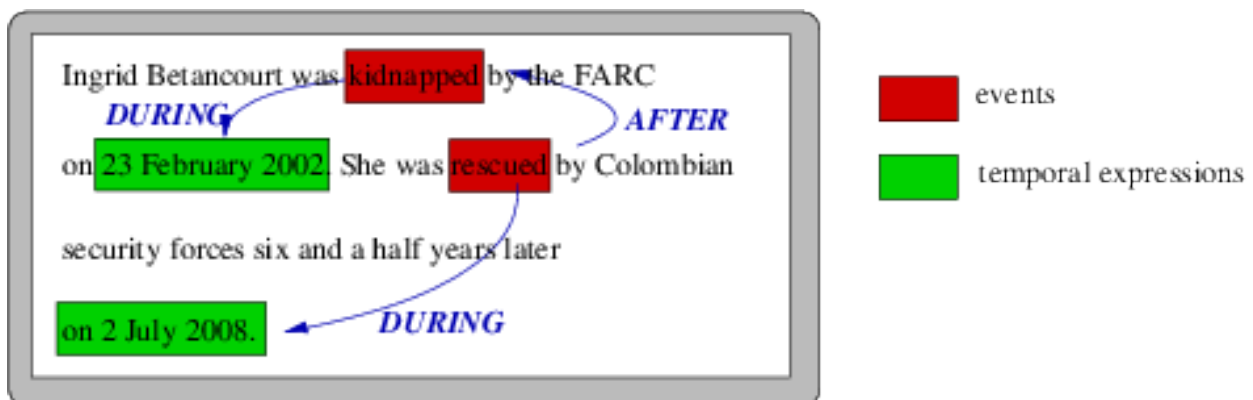 Ingrid Betancourt was kidnapped by the FARC
DURING
AFTER
on 23 February 2002. She was rescued by Colombian
security forces six and a half years later
on 2 July 2008.
DURING
events
temporal expressions